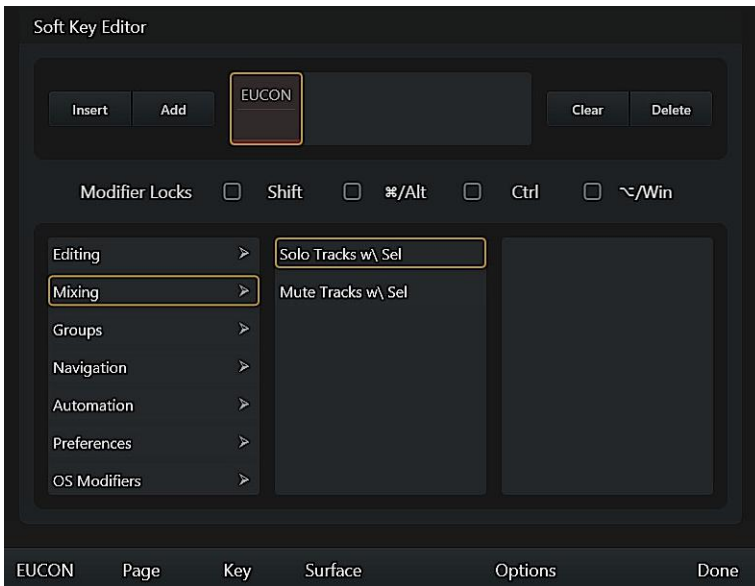 Soft Key Editor
Insert Add EUCON Clear Delete
Modifier Locks Shift ⌘/Alt Ctrl ⌥/Win
Editing ➢ Solo Tracks w\ Sel
Mixing ➢ Mute Tracks w\ Sel
Groups ➢
Navigation ➢
Automation ➢
Preferences ➢
OS Modifiers ➢
EUCON Page Key Surface Options Done